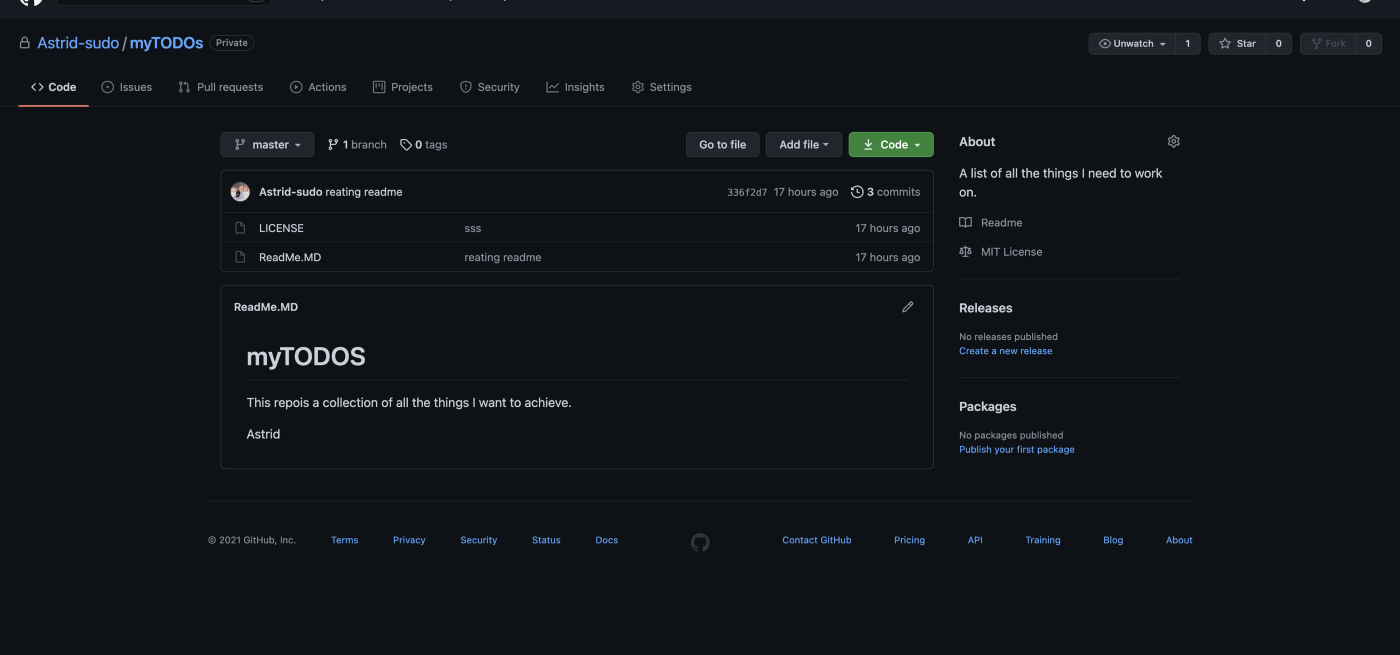 Astrid-sudo / myTODOs Private
Unwatch 1 Star 0 Fork 0
Code Issues Pull requests Actions Projects Security Insights Settings
master 1 branch 0 tags Go to file Add file Code
Astrid-sudo reating readme 336f2d7 17 hours ago 3 commits
LICENSE sss 17 hours ago
ReadMe.MD reating readme 17 hours ago
ReadMe.MD
myTODOS
This repois a collection of all the things I want to achieve.
Astrid
About
A list of all the things I need to work
on.
Readme
MIT License
Releases
No releases published
Create a new release
Packages
No packages published
Publish your first package
© 2021 GitHub, Inc. Terms Privacy Security Status Docs Contact GitHub Pricing API Training Blog About